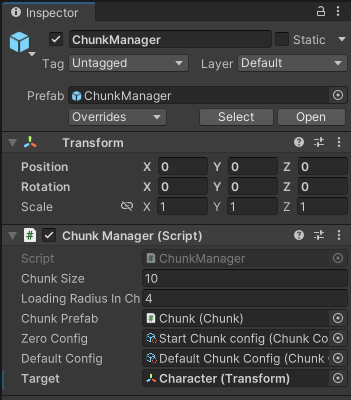 Inspector
ChunkManager Static
Tag Untagged Layer Default
Prefab ChunkManager
Overrides Select Open
Transform
Position X 0 Y 0 Z 0
Rotation X 0 Y 0 Z 0
Scale X 1 Y 1 Z 1
# Chunk Manager (Script)
Script # ChunkManager
Chunk Size 10
Loading Radius In Ch 4
Chunk Prefab # Chunk (Chunk)
Zero Config Start Chunk config (Chunk Co
Default Config Default Chunk Config (Chunk C
Target Character (Transform)